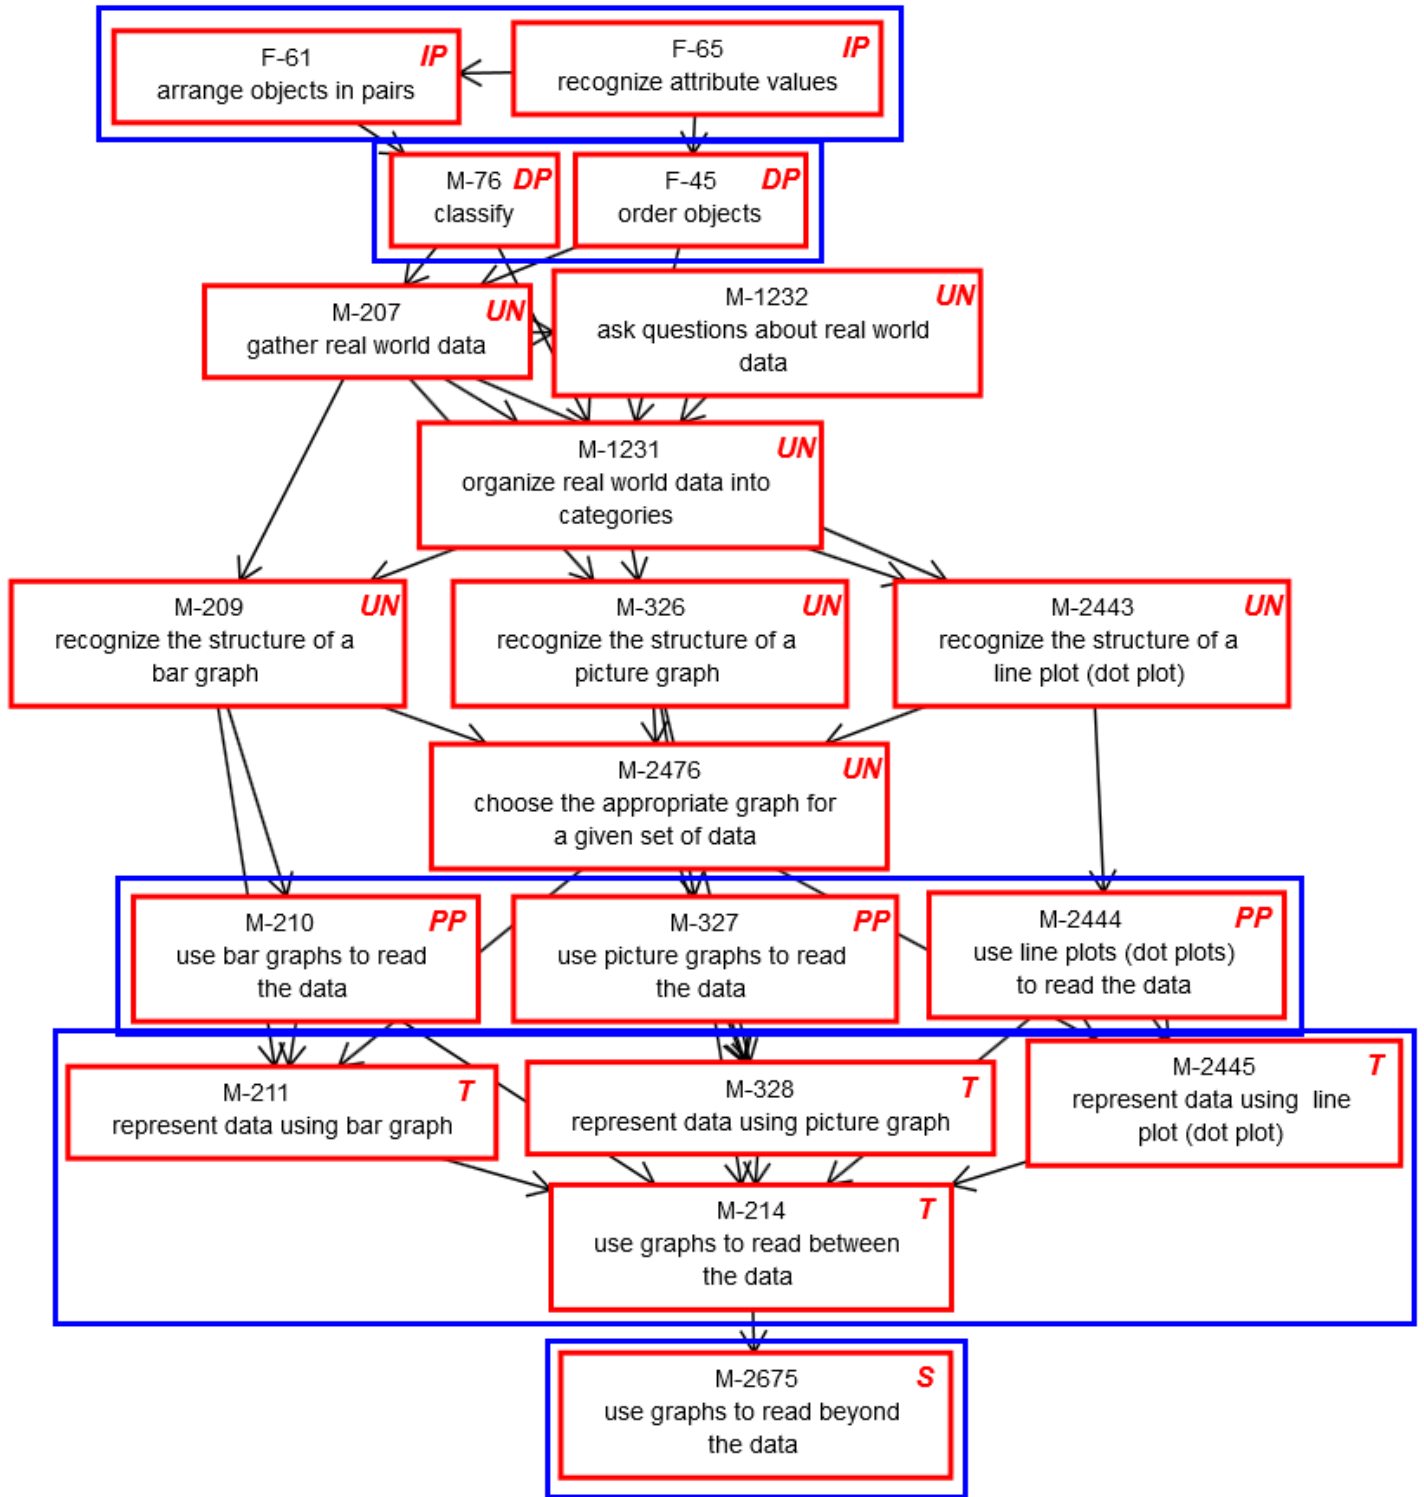 F-61 IP
arrange objects in pairs
F-65 IP
recognize attribute values
M-76 DP
classify
F-45 DP
order objects
M-207 UN
gather real world data
M-1232 UN
ask questions about real world
data
M-1231 UN
organize real world data into
categories
M-209 UN
recognize the structure of a
bar graph
M-326 UN
recognize the structure of a
picture graph
M-2443 UN
recognize the structure of a
line plot (dot plot)
M-2476 UN
choose the appropriate graph for
a given set of data
M-210 PP
use bar graphs to read
the data
M-327 PP
use picture graphs to read
the data
M-2444 PP
use line plots (dot plots)
to read the data
M-211 T
represent data using bar graph
M-328 T
represent data using picture graph
M-2445 T
represent data using line
plot (dot plot)
M-214 T
use graphs to read between
the data
M-2675 S
use graphs to read beyond
the data